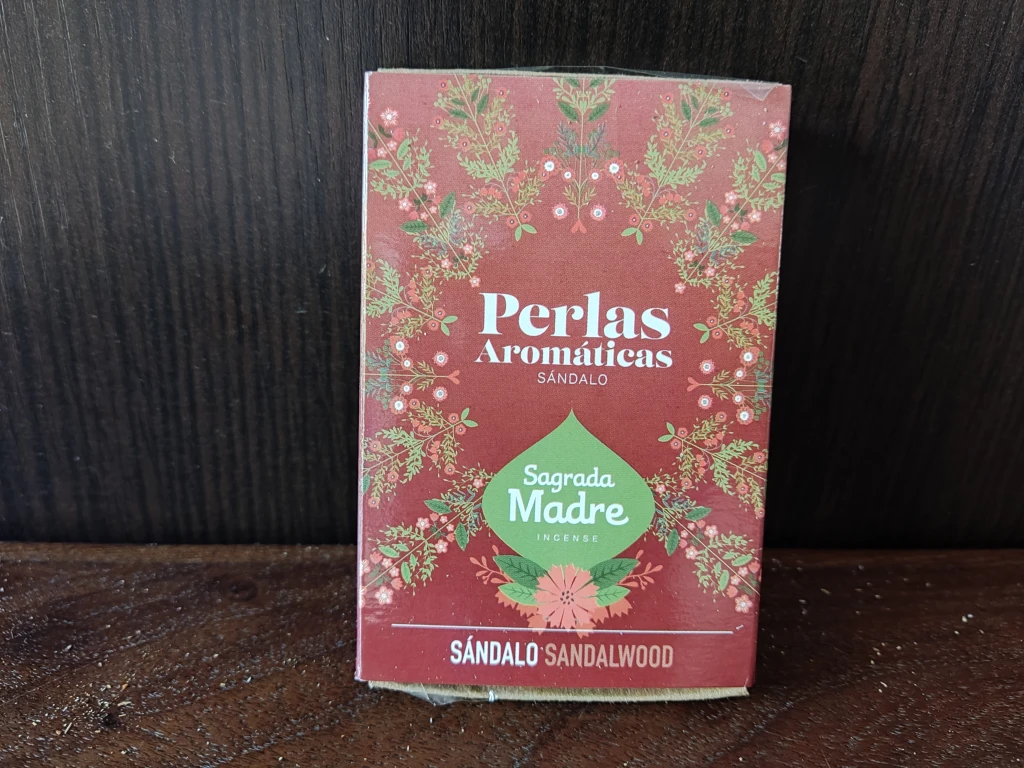 Perlas
Aromáticas
SÁNDALO
Sagrada
Madre
INCENSE
SÁNDALO SANDALWOOD